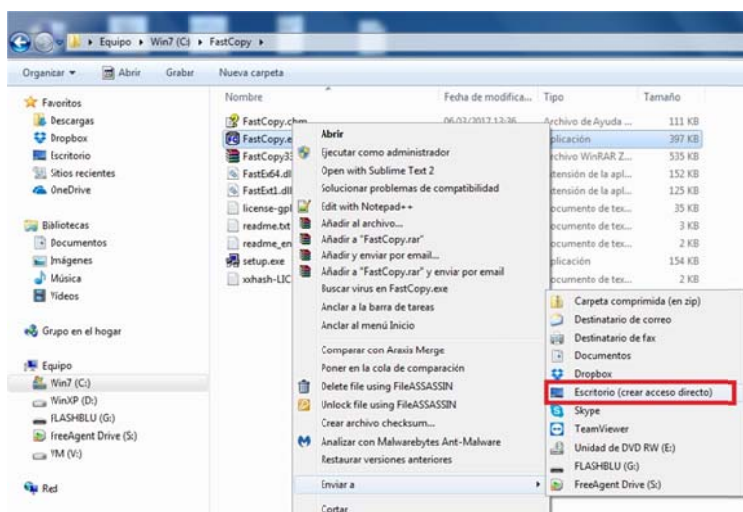 Equipo ▸ Win7 (C:) ▸ FastCopy ▸
Organizar Abrir Grabar Nueva carpeta
Nombre Fecha de modifica... Tipo Tamaño
Favoritos
Descargas
Dropbox
Escritorio
Sitios recientes
OneDrive
Bibliotecas
Documentos
Imágenes
Música
Vídeos
Grupo en el hogar
Equipo
Win7 (C:)
WinXP (D:)
FLASHBLU (G:)
FreeAgent Drive (S:)
YM (V:)
Red
FastCopy.chm 06/03/2017 13:36 Archivo de Ayuda ... 111 KB
FastCopy.e plicación 397 KB
FastCopy33 rchivo WinRAR Z... 535 KB
FastEx64.dl xtensión de la apl... 152 KB
FastExt1.dll xtensión de la apl... 125 KB
license-gpl ocumento de tex... 35 KB
readme.txt ocumento de tex... 3 KB
readme_en ocumento de tex... 2 KB
setup.exe plicación 154 KB
xxhash-LIC ocumento de tex... 2 KB
Abrir
Ejecutar como administrador
Open with Sublime Text 2
Solucionar problemas de compatibilidad
Edit with Notepad++
Añadir al archivo...
Añadir a "FastCopy.rar"
Añadir y enviar por email...
Añadir a "FastCopy.rar" y enviar por email
Buscar virus en FastCopy.exe
Anclar a la barra de tareas
Anclar al menú Inicio
Comparar con Araxis Merge
Poner en la cola de comparación
Delete file using FileASSASSIN
Unlock file using FileASSASSIN
Crear archivo checksum...
Analizar con Malwarebytes Ant-Malware
Restaurar versiones anteriores
Enviar a
Cortar
Carpeta comprimida (en zip)
Destinatario de correo
Destinatario de fax
Documentos
Dropbox
Escritorio (crear acceso directo)
Skype
TeamViewer
Unidad de DVD RW (E:)
FLASHBLU (G:)
FreeAgent Drive (S:)